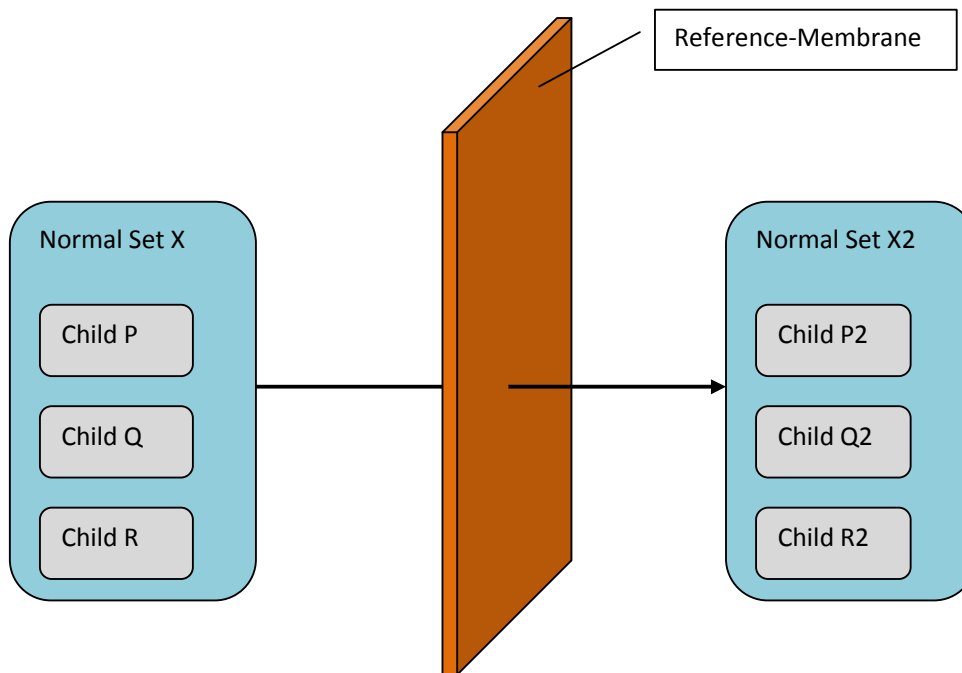 Reference-Membrane
Normal Set X
Child P
Child Q
Child R
Normal Set X2
Child P2
Child Q2
Child R2